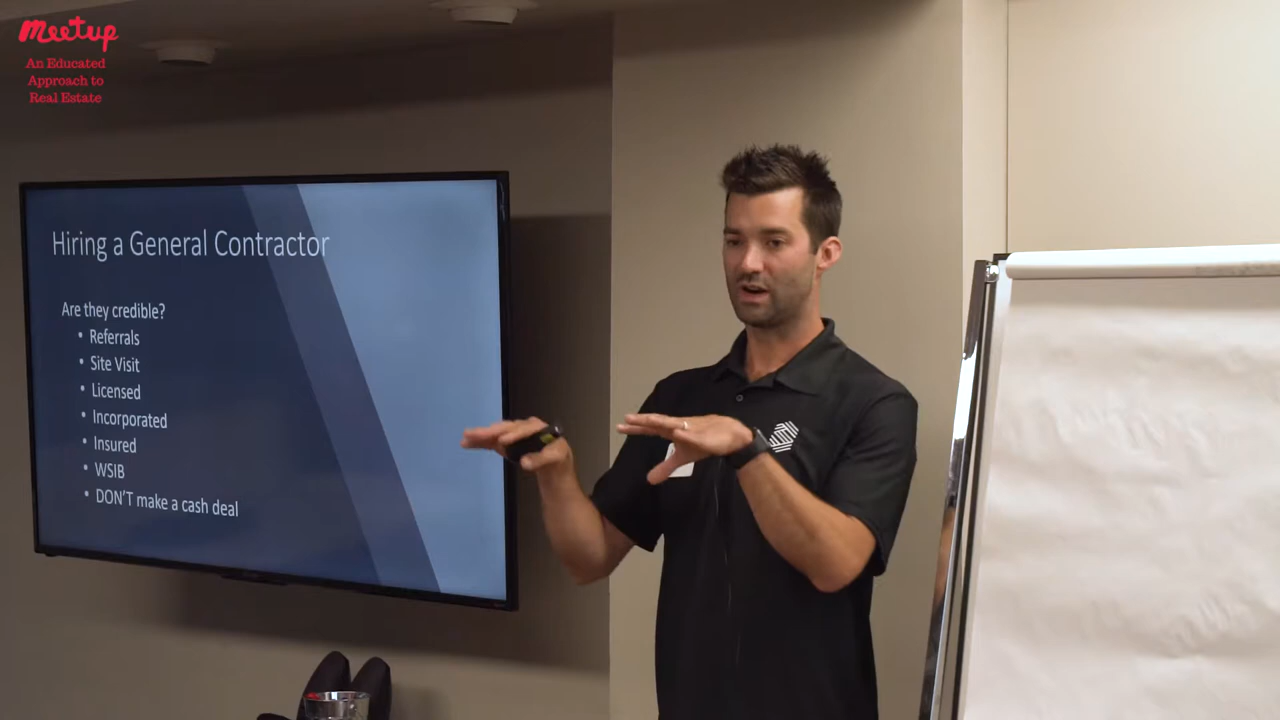 Meetup
An Educated
Approach to
Real Estate
Hiring a General Contractor
Are they credible?
• Referrals
• Site Visit
• Licensed
• Incorporated
• Insured
• WSIB
• DON'T make a cash deal